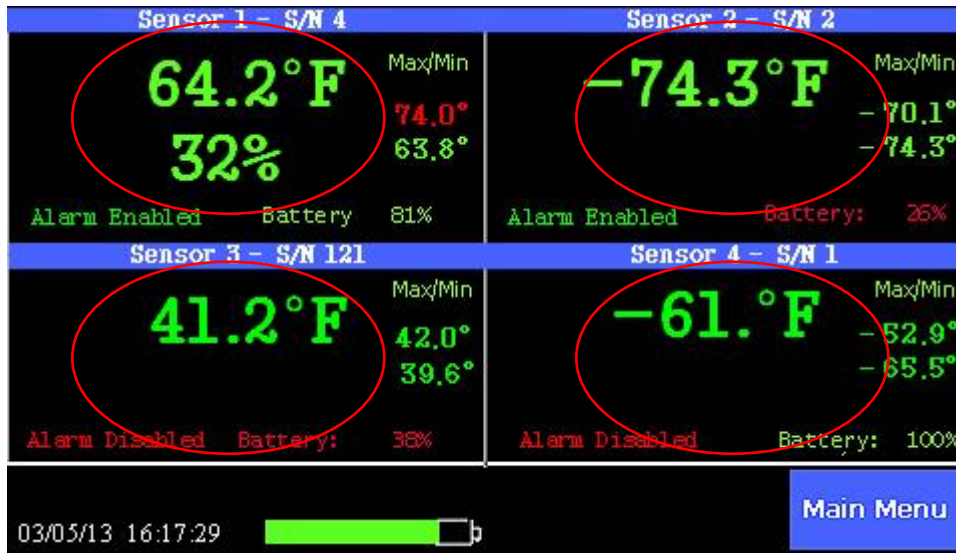 Sensor 1 - S/N 4
64.2°F
Max/Min
74.0°
32%
63.8°
Alarm Enabled Battery 81%
Sensor 2 - S/N 2
-74.3°F
Max/Min
-70.1°
-74.3°
Alarm Enabled Battery: 26%
Sensor 3 - S/N 121
41.2°F
Max/Min
42.0°
39.6°
Alarm Disabled Battery: 38%
Sensor 4 - S/N 1
-61.°F
Max/Min
-52.9°
-65.5°
Alarm Disabled Battery: 100%
03/05/13 16:17:29
Main Menu